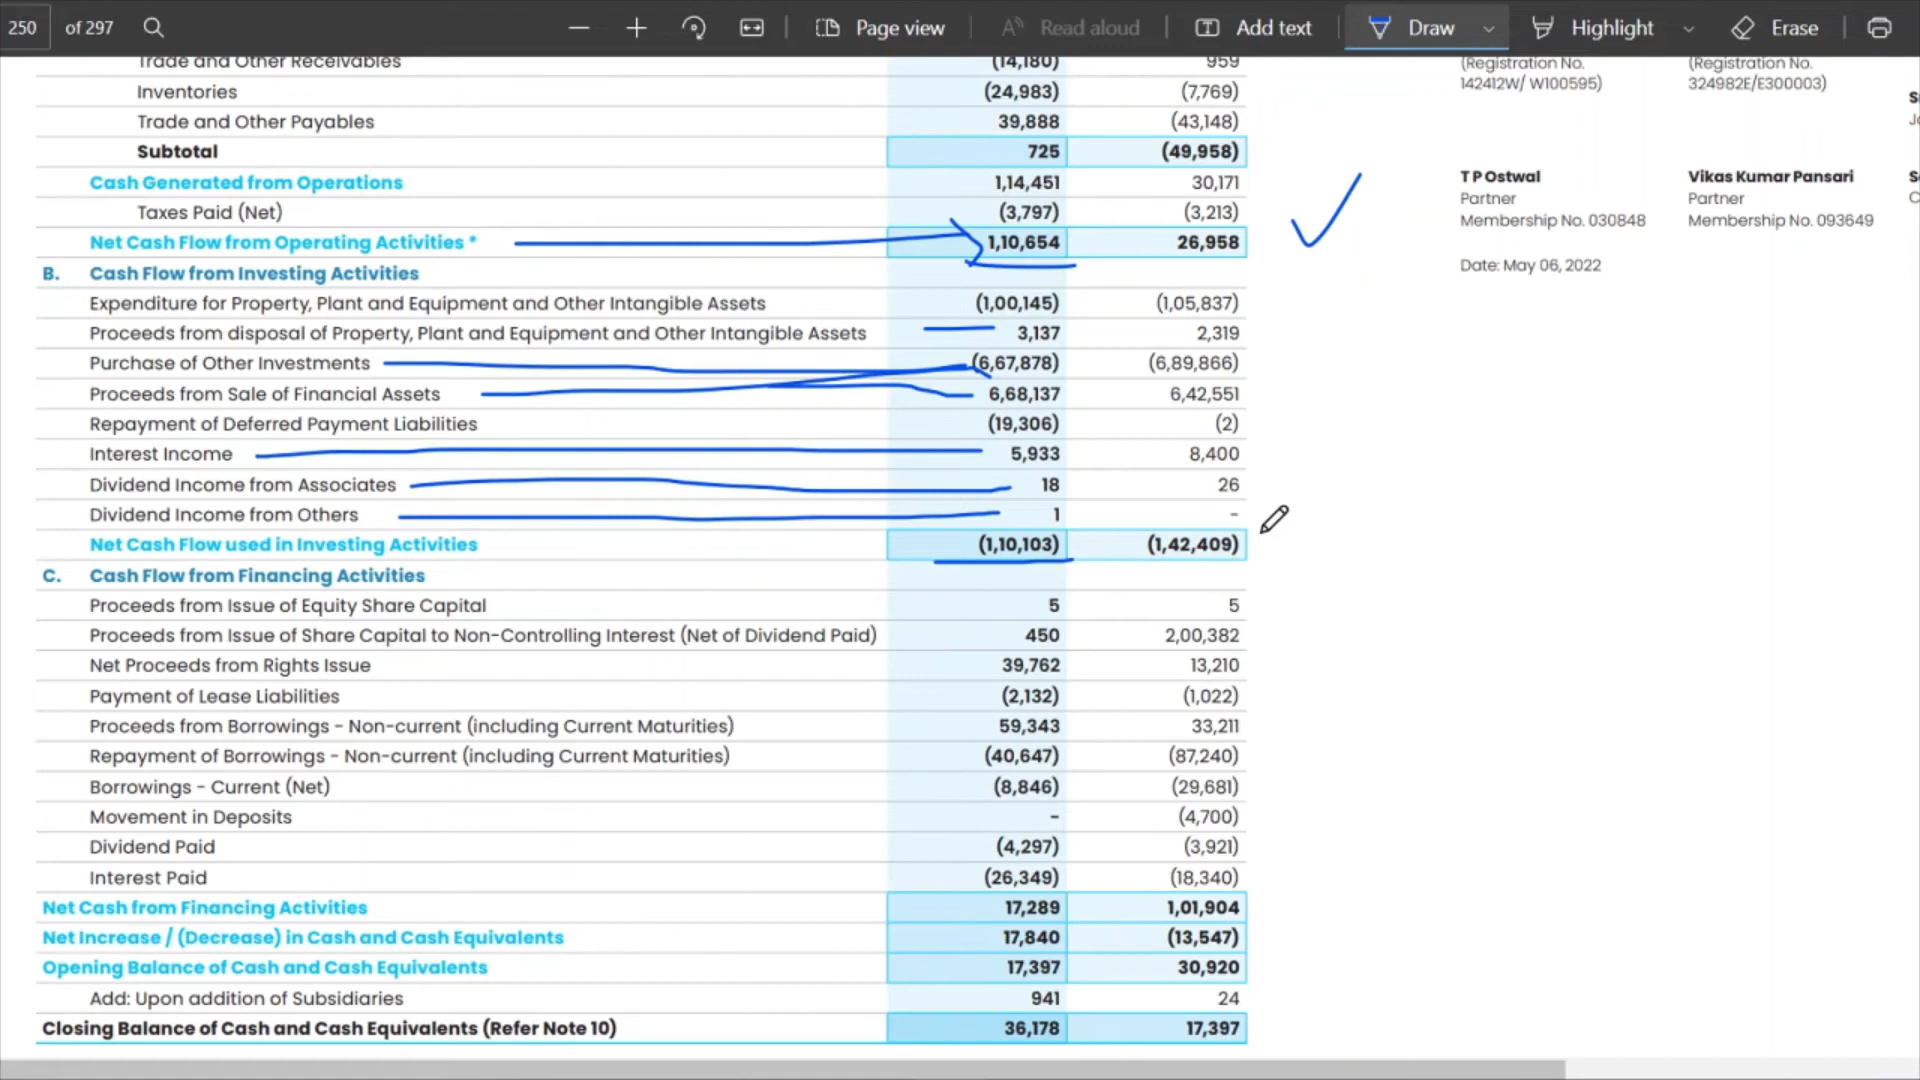 250 of 297 Page view Read aloud Add text Draw Highlight Erase
Trade and Other Receivables (14,180) 959
Inventories (24,983) (7,769)
Trade and Other Payables 39,888 (43,148)
Subtotal 725 (49,958)
Cash Generated from Operations 1,14,451 30,171
Taxes Paid (Net) (3,797) (3,213)
Net Cash Flow from Operating Activities * 1,10,654 26,958
B. Cash Flow from Investing Activities
Expenditure for Property, Plant and Equipment and Other Intangible Assets (1,00,145) (1,05,837)
Proceeds from disposal of Property, Plant and Equipment and Other Intangible Assets 3,137 2,319
Purchase of Other Investments (6,67,878) (6,89,866)
Proceeds from Sale of Financial Assets 6,68,137 6,42,551
Repayment of Deferred Payment Liabilities (19,306) (2)
Interest Income 5,933 8,400
Dividend Income from Associates 18 26
Dividend Income from Others 1 -
Net Cash Flow used in Investing Activities (1,10,103) (1,42,409)
C. Cash Flow from Financing Activities
Proceeds from Issue of Equity Share Capital 5 5
Proceeds from Issue of Share Capital to Non-Controlling Interest (Net of Dividend Paid) 450 2,00,382
Net Proceeds from Rights Issue 39,762 13,210
Payment of Lease Liabilities (2,132) (1,022)
Proceeds from Borrowings - Non-current (including Current Maturities) 59,343 33,211
Repayment of Borrowings - Non-current (including Current Maturities) (40,647) (87,240)
Borrowings - Current (Net) (8,846) (29,681)
Movement in Deposits - (4,700)
Dividend Paid (4,297) (3,921)
Interest Paid (26,349) (18,340)
Net Cash from Financing Activities 17,289 1,01,904
Net Increase / (Decrease) in Cash and Cash Equivalents 17,840 (13,547)
Opening Balance of Cash and Cash Equivalents 17,397 30,920
Add: Upon addition of Subsidiaries 941 24
Closing Balance of Cash and Cash Equivalents (Refer Note 10) 36,178 17,397
(Registration No. (Registration No.
142412W/ W100595) 324982E/E300003)
T P Ostwal Vikas Kumar Pansari
Partner Partner
Membership No. 030848 Membership No. 093649
Date: May 06, 2022